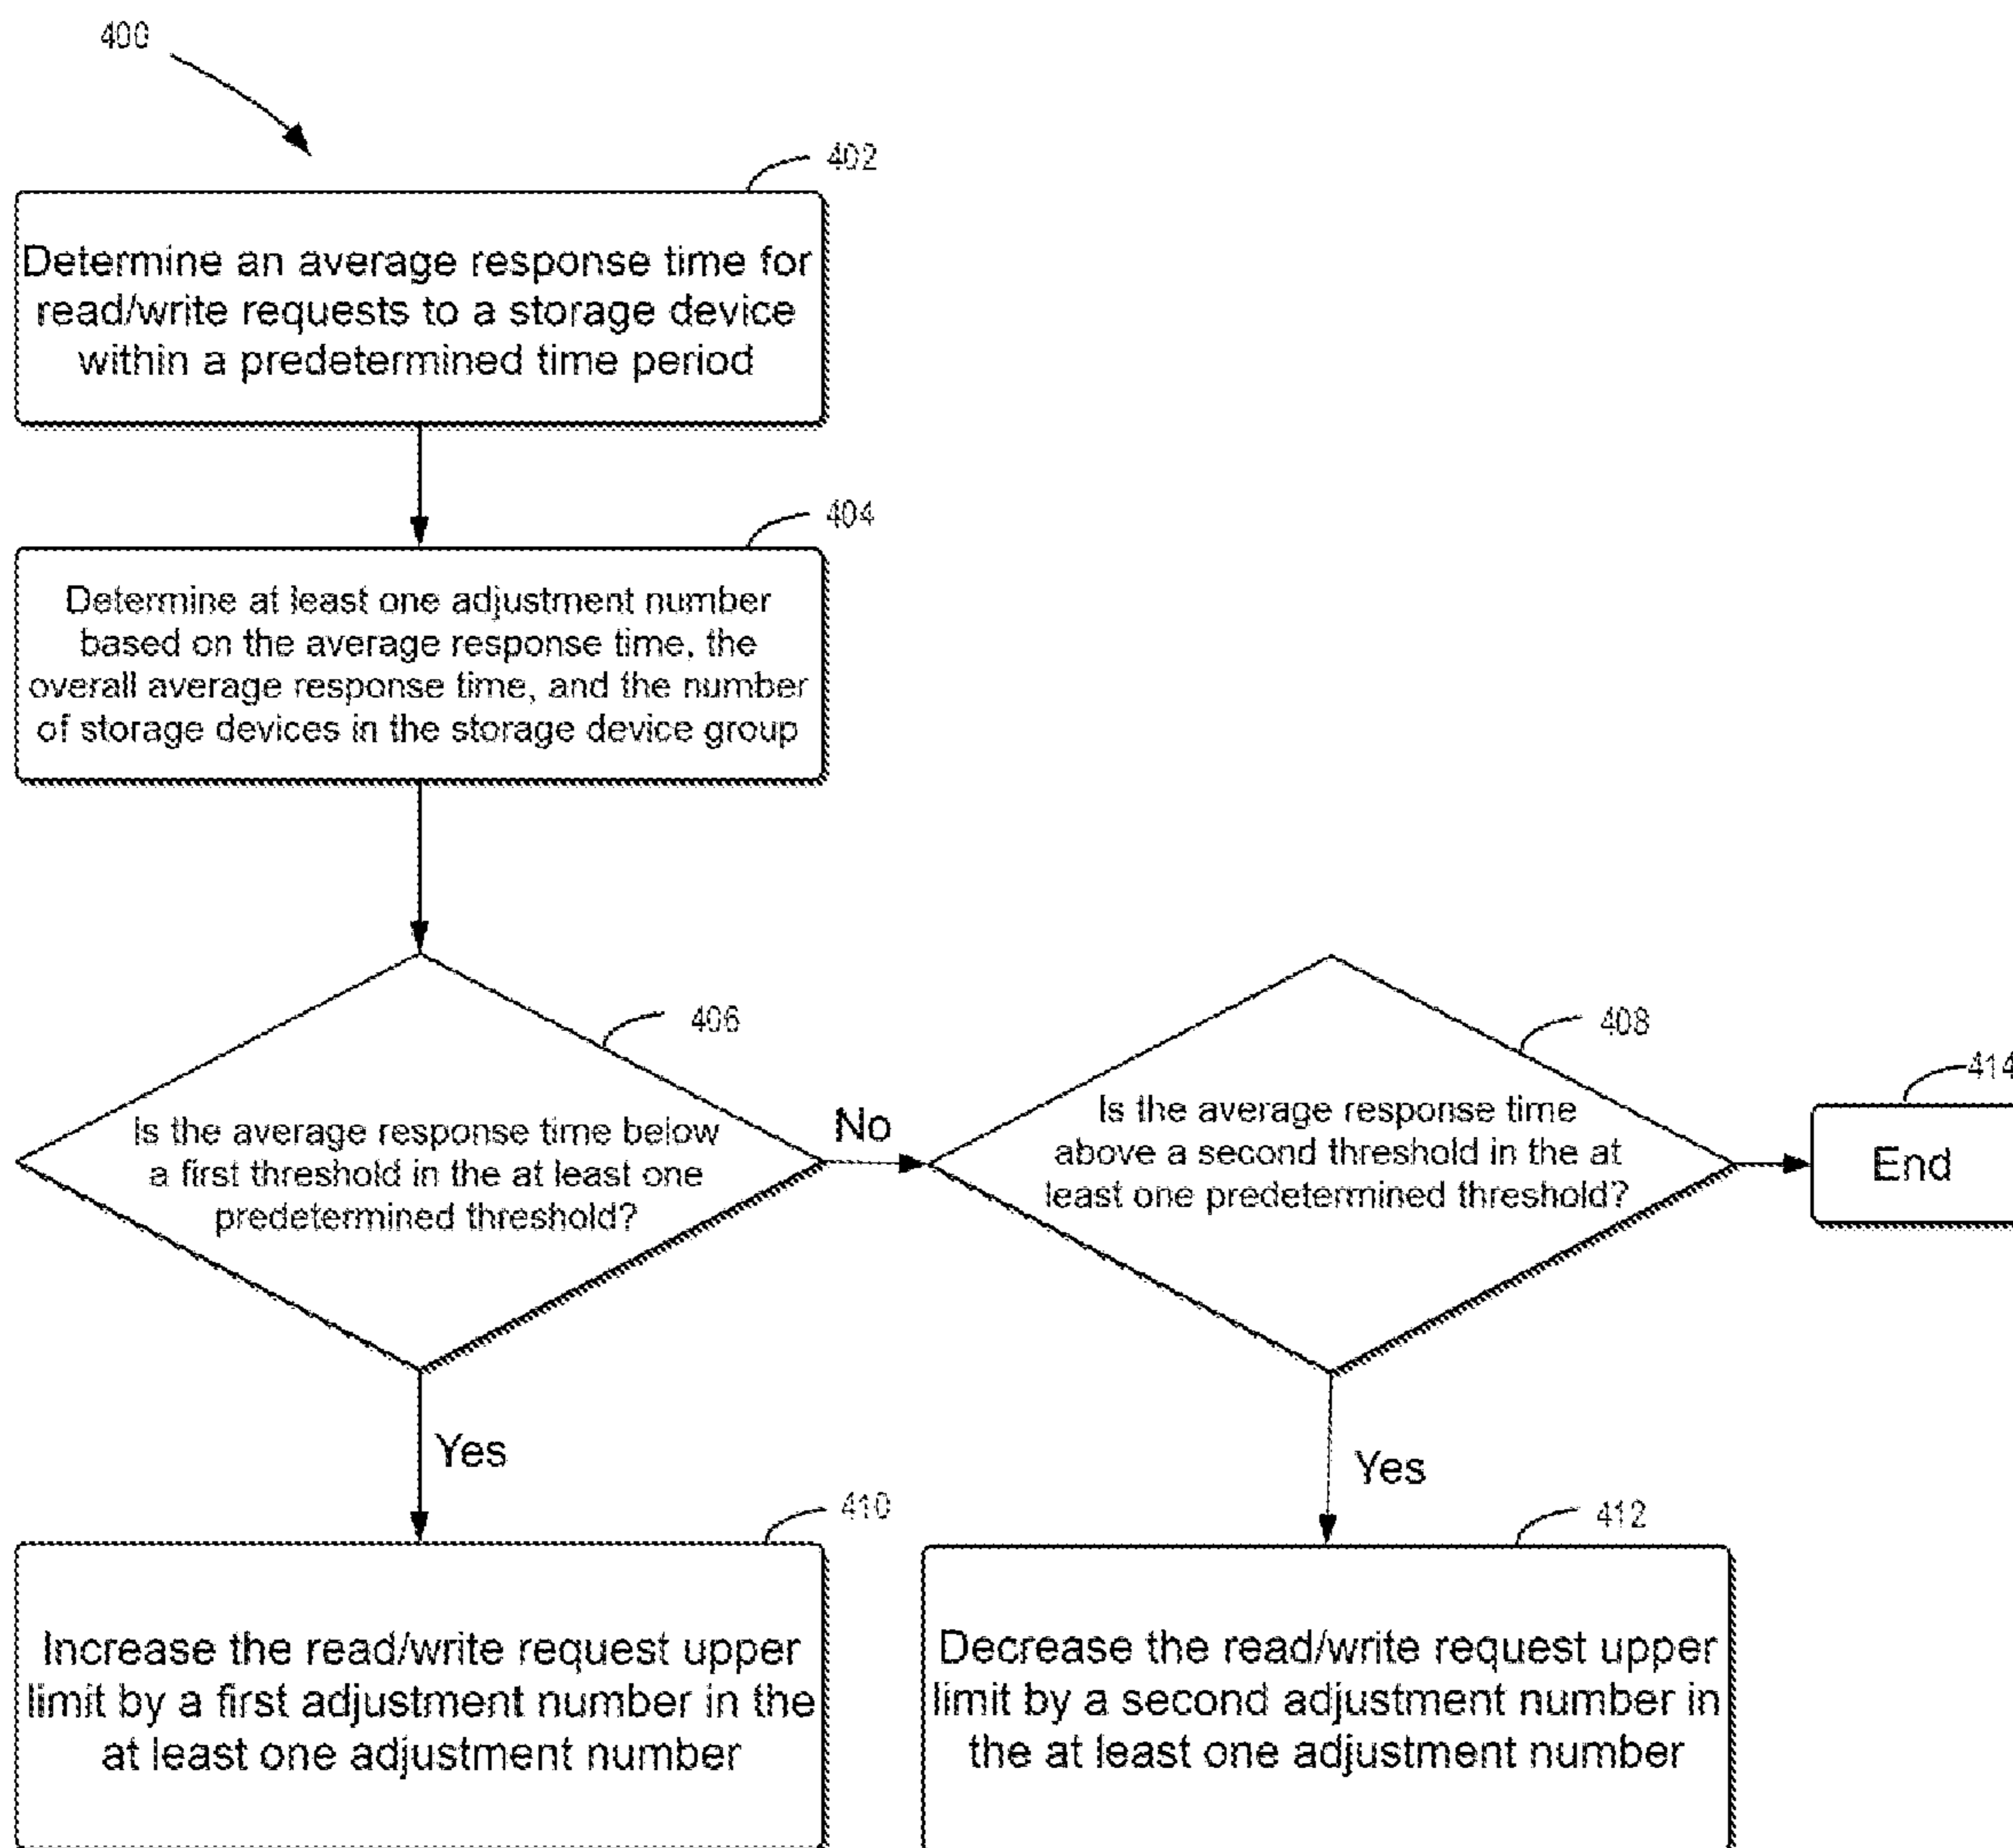 400
402
Determine an average response time for
read/write requests to a storage device
within a predetermined time period
404
Determine at least one adjustment number
based on the average response time, the
overall average response time, and the number
of storage devices in the storage device group
406
Is the average response time below
a first threshold in the at least one
predetermined threshold?
No
408
Is the average response time
above a second threshold in the at
least one predetermined threshold?
414
End
Yes
Yes
410
Increase the read/write request upper
limit by a first adjustment number in the
at least one adjustment number
412
Decrease the read/write request upper
limit by a second adjustment number in
the at least one adjustment number